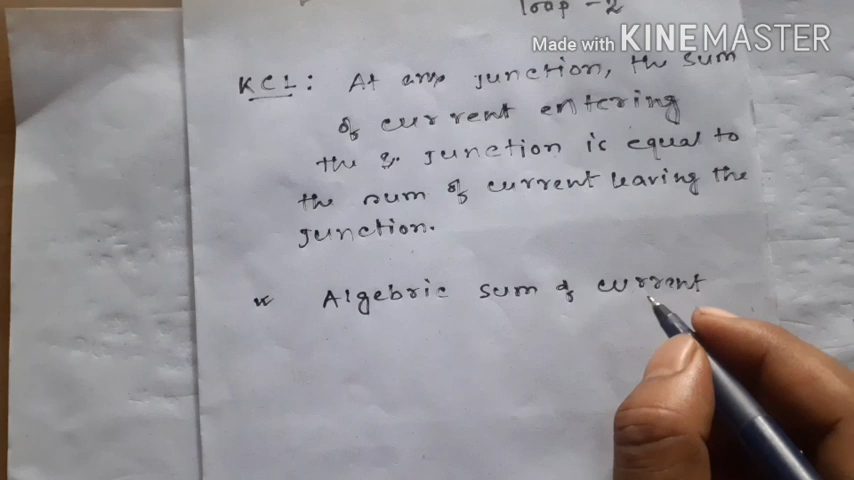 loop - 2
Made with KINEMASTER
KCL : At any junction, the sum
of current entering
the junction is equal to
the sum of current leaving the
junction.
* Algebric sum of current